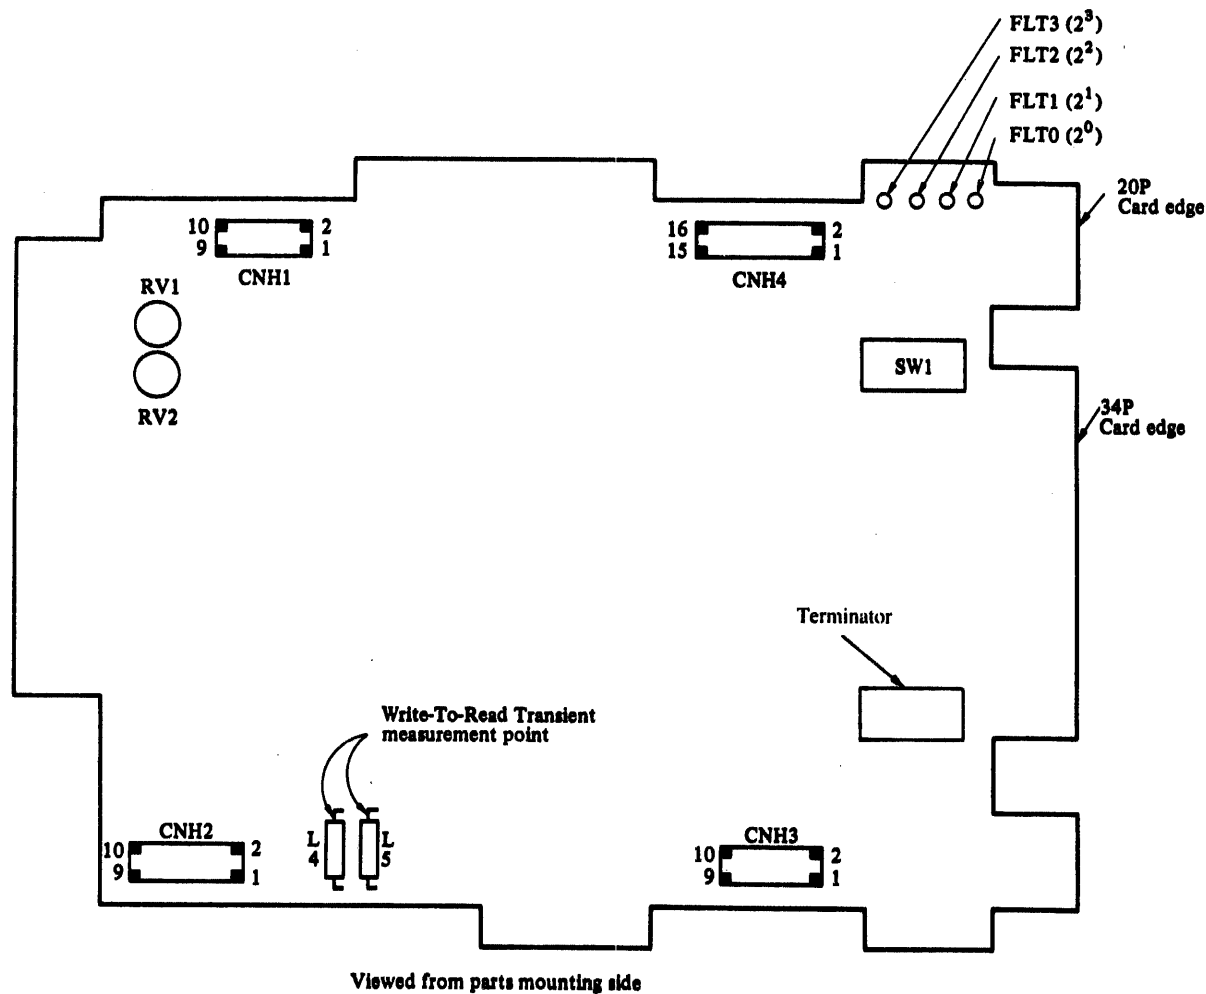 FLT3 (2³)
FLT2 (2²)
FLT1 (2¹)
FLT0 (2⁰)
20P
Card edge
10 2
9 1
CNH1
16 2
15 1
CNH4
RV1
RV2
SW1
34P
Card edge
Terminator
Write-To-Read Transient
measurement point
CNH2
10 2
9 1
L
4
L
5
CNH3
10 2
9 1
Viewed from parts mounting side